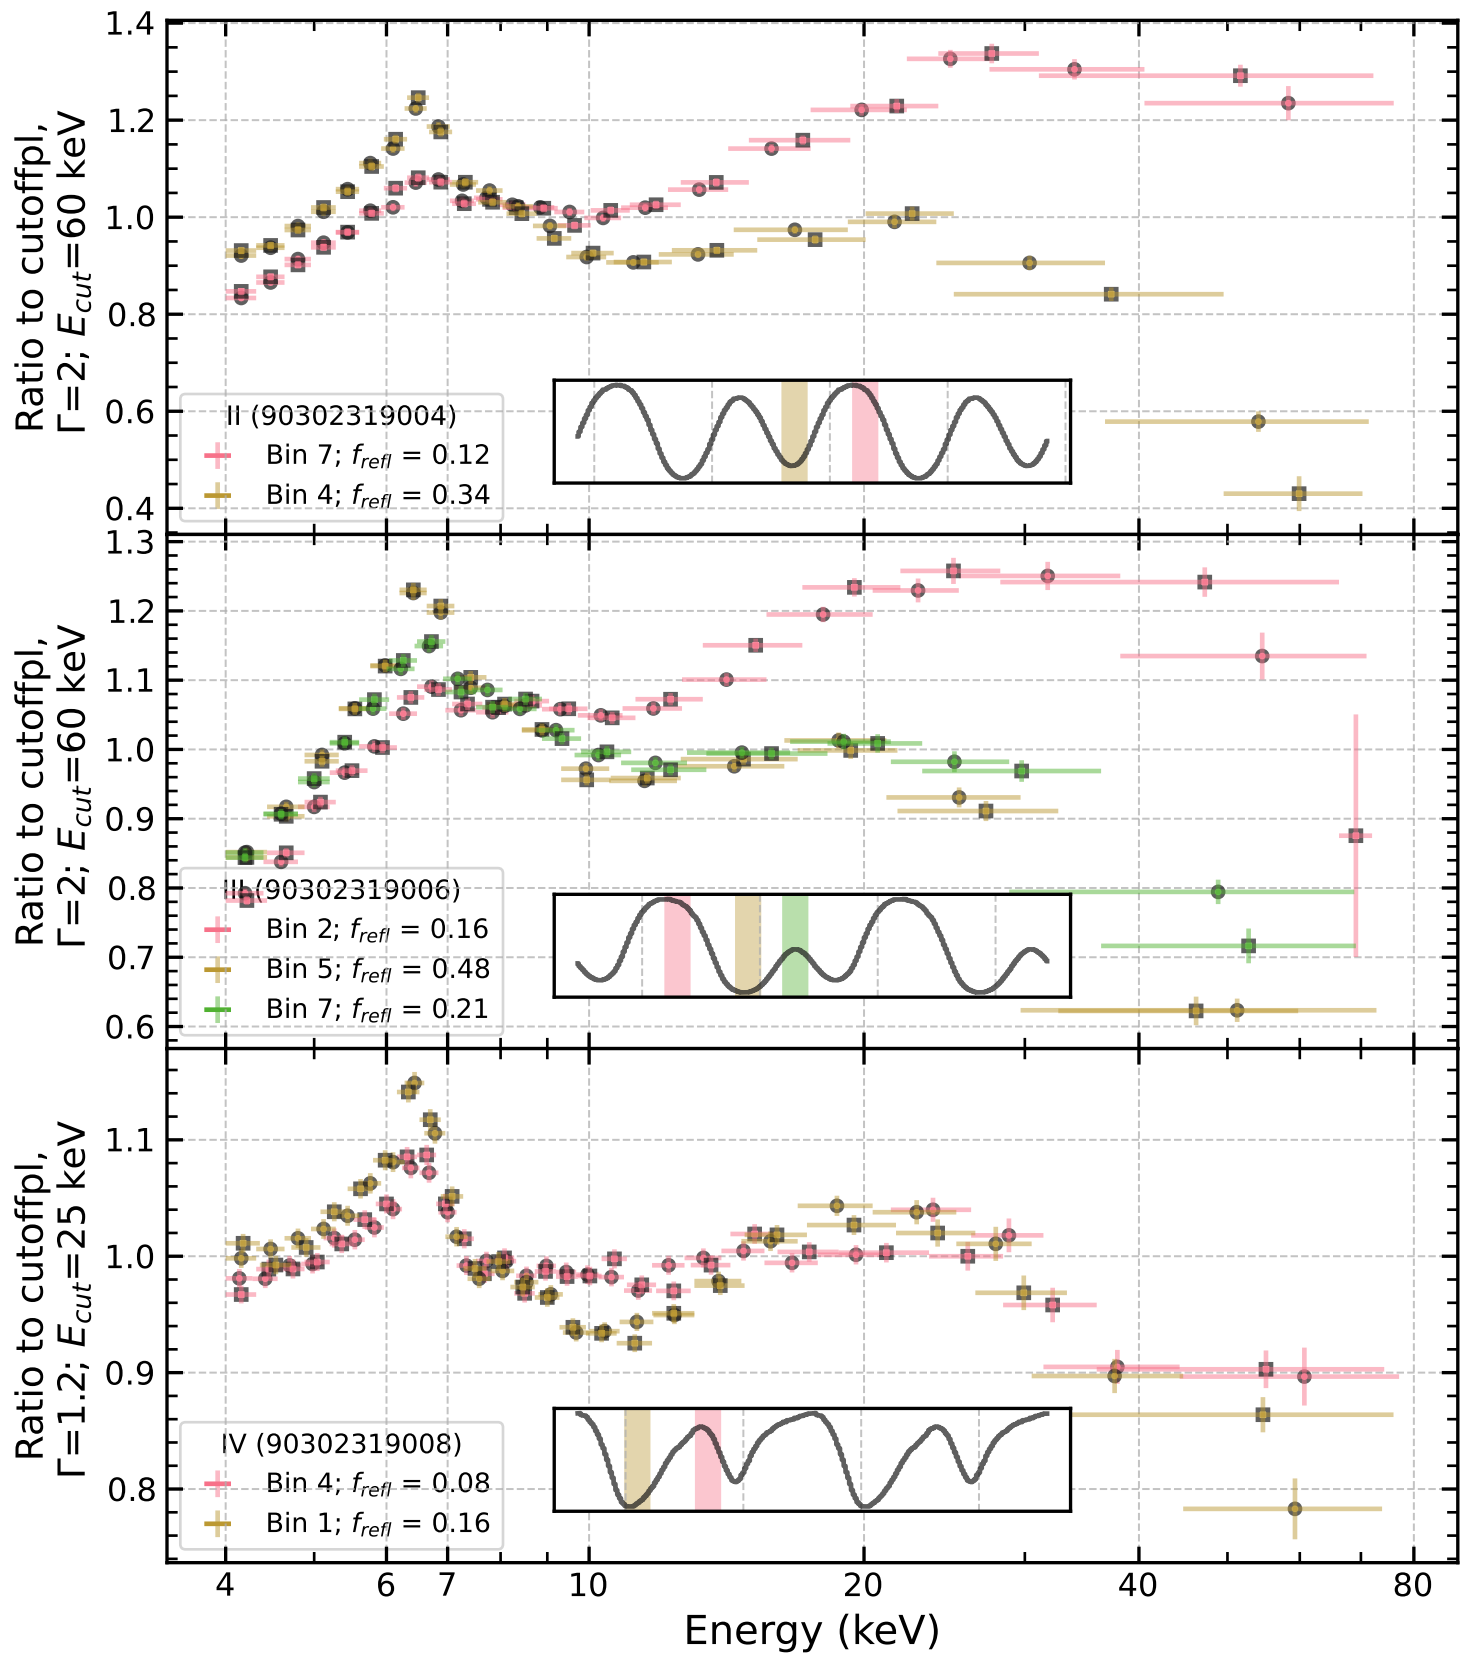 Ratio to cutoffpl,
Γ=2; E_cut=60 keV
1.4
1.2
1.0
0.8
0.6
0.4
II (90302319004)
Bin 7; f_refl = 0.12
Bin 4; f_refl = 0.34
Ratio to cutoffpl,
Γ=2; E_cut=60 keV
1.3
1.2
1.1
1.0
0.9
0.8
0.7
0.6
III (90302319006)
Bin 2; f_refl = 0.16
Bin 5; f_refl = 0.48
Bin 7; f_refl = 0.21
Ratio to cutoffpl,
Γ=1.2; E_cut=25 keV
1.1
1.0
0.9
0.8
IV (90302319008)
Bin 4; f_refl = 0.08
Bin 1; f_refl = 0.16
4 6 7 10 20 40 80
Energy (keV)